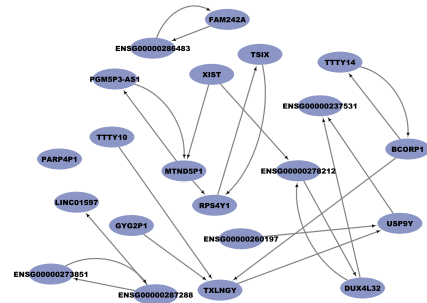 FAM242A
ENSG00000286483
TSIX
TTTY14
PGM5P3-AS1
XIST
ENSG00000237531
TTTY10
BCORP1
PARP4P1
MTND5P1
ENSG00000278212
LINC01597
RPS4Y1
GYG2P1
USP9Y
ENSG00000260197
ENSG00000273851
ENSG00000287288
TXLNGY
DUX4L32